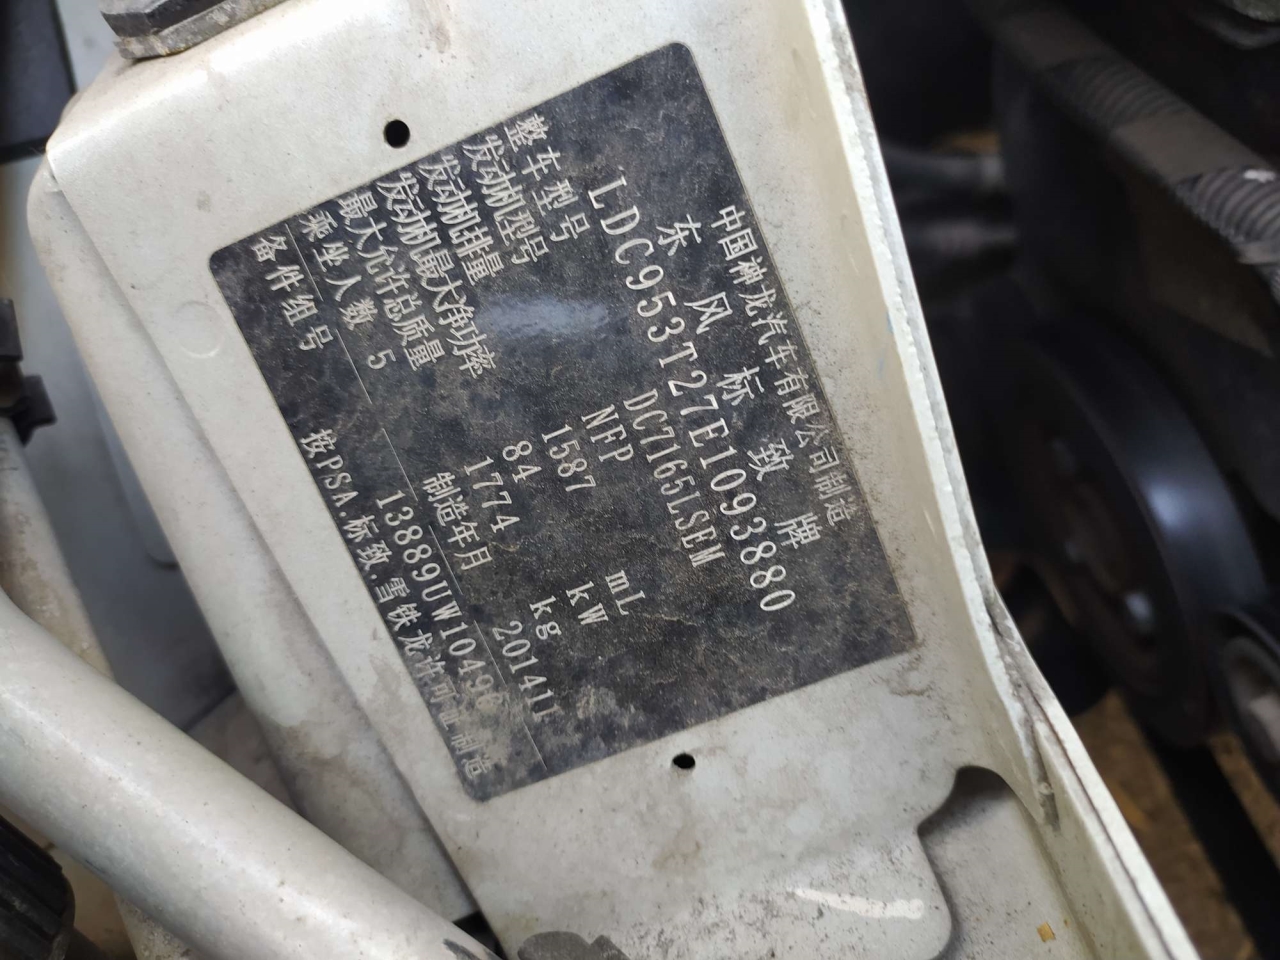 中国神龙汽车有限公司制造
东风标致牌
LDC953T27E1093880
整车型号 DC7165LSEM
发动机型号 NFP
发动机排量 1587 mL
发动机最大净功率 84 kW
最大允许总质量 1774 kg
乘坐人数 5 制造年月 201411
备件组号 13889UW10496
按PSA.标致.雪铁龙许可证制造